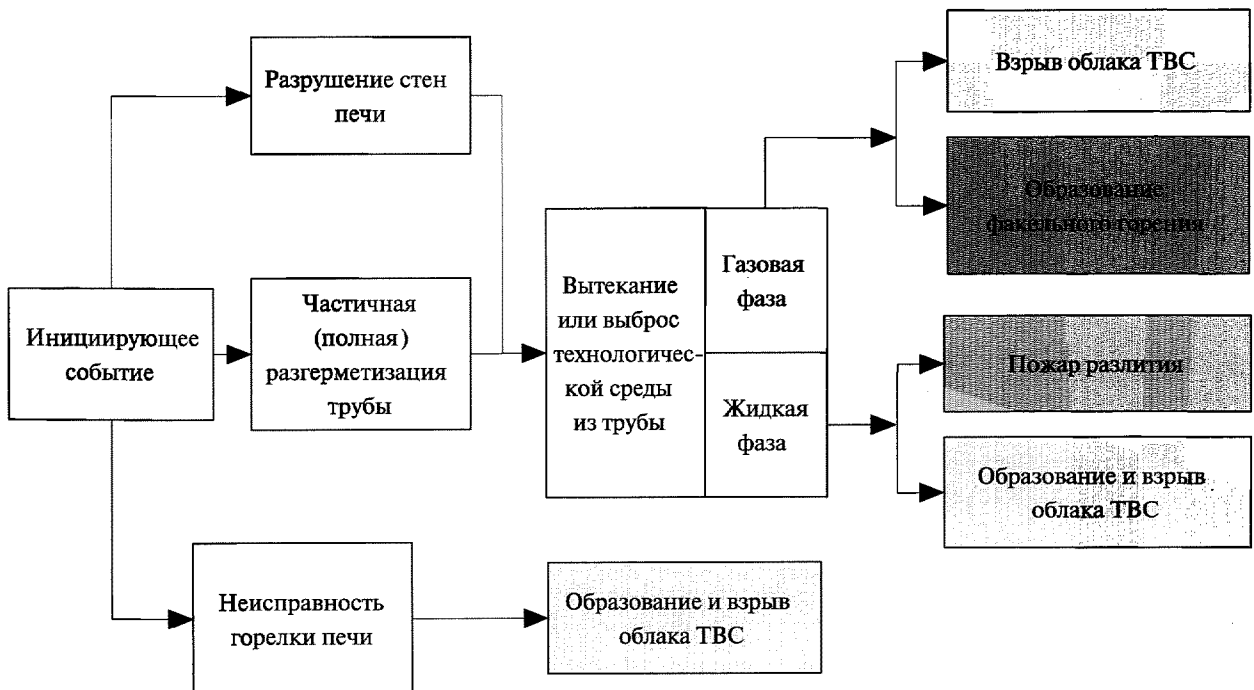 Разрушение стен
печи
Взрыв облака ТВС
Образование
факельного горения
Инициирующее
событие
Частичная
(полная)
разгерметизация
трубы
Вытекание
или выброс
технологичес-
кой среды
из трубы
Газовая
фаза
Жидкая
фаза
Пожар разлития
Образование и взрыв
облака ТВС
Неисправность
горелки печи
Образование и взрыв
облака ТВС